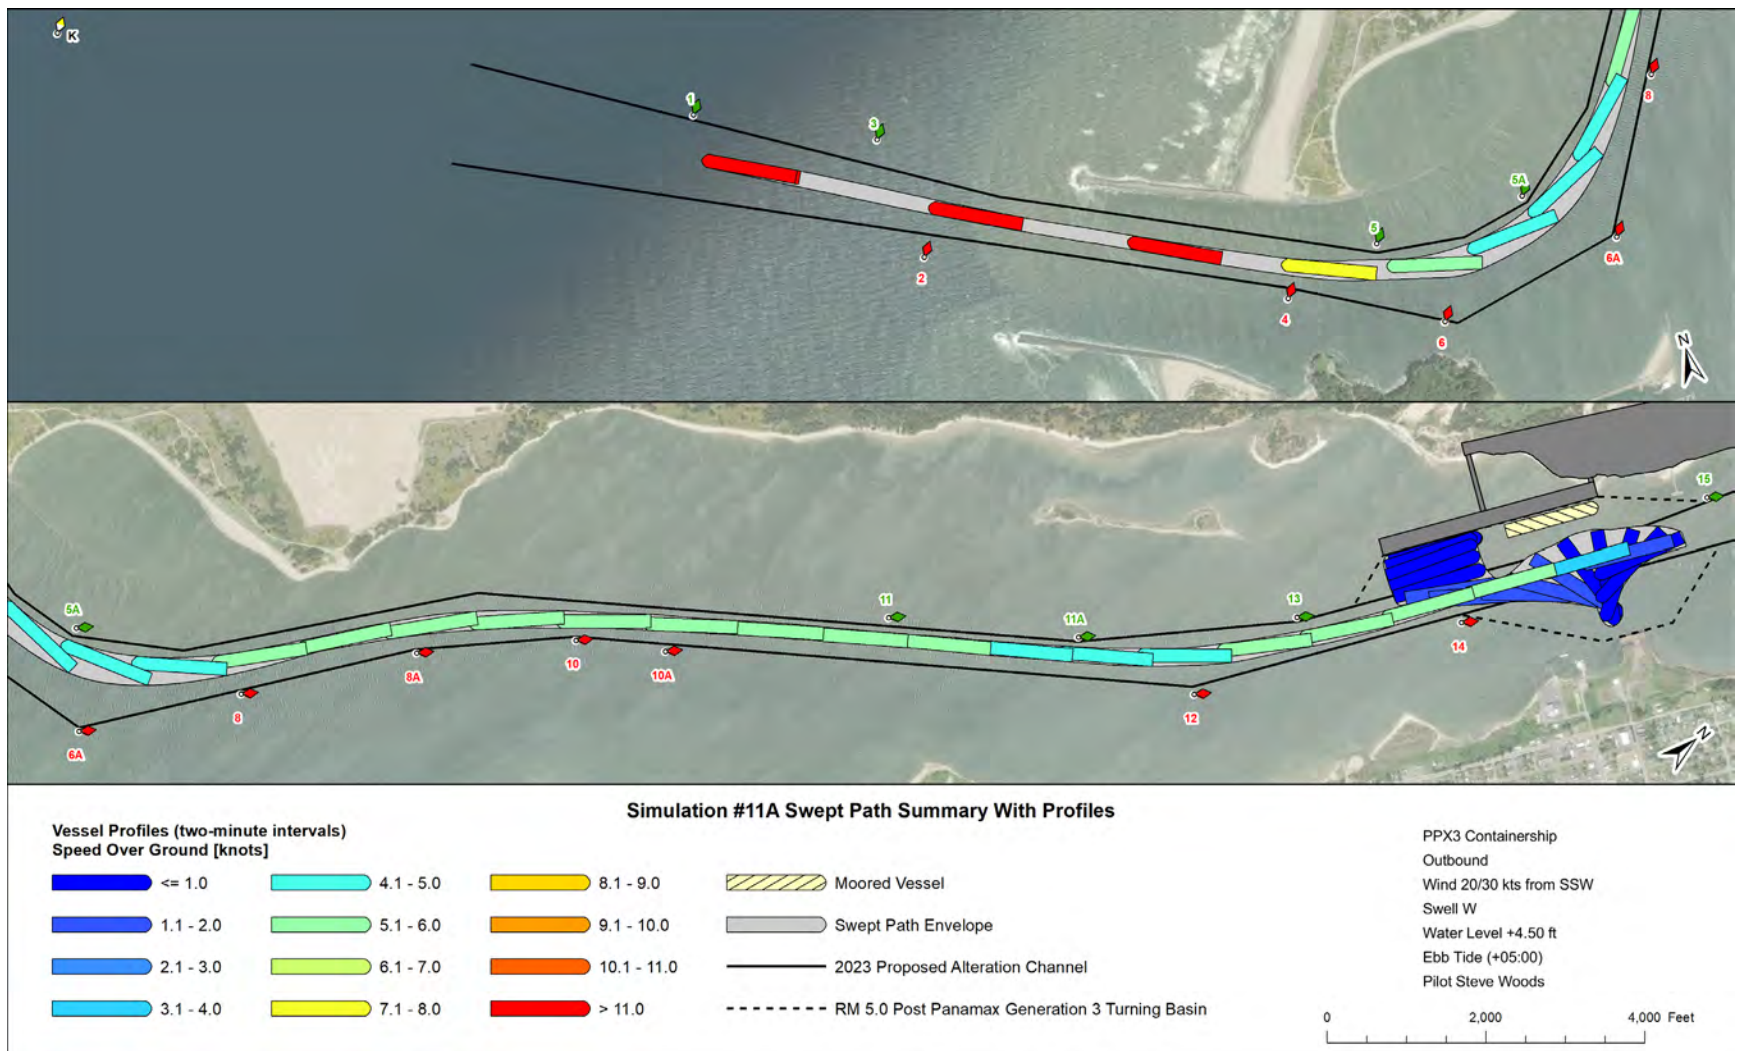 K
1
3
8
5A
5
2
6A
4
6
N
15
5A
11
11A
13
14
10
8A
10A
8
12
6A
N
Simulation #11A Swept Path Summary With Profiles
Vessel Profiles (two-minute intervals)
Speed Over Ground [knots]
<= 1.0
1.1 - 2.0
2.1 - 3.0
3.1 - 4.0
4.1 - 5.0
5.1 - 6.0
6.1 - 7.0
7.1 - 8.0
8.1 - 9.0
9.1 - 10.0
10.1 - 11.0
> 11.0
Moored Vessel
Swept Path Envelope
2023 Proposed Alteration Channel
RM 5.0 Post Panamax Generation 3 Turning Basin
PPX3 Containership
Outbound
Wind 20/30 kts from SSW
Swell W
Water Level +4.50 ft
Ebb Tide (+05:00)
Pilot Steve Woods
0 2,000 4,000 Feet